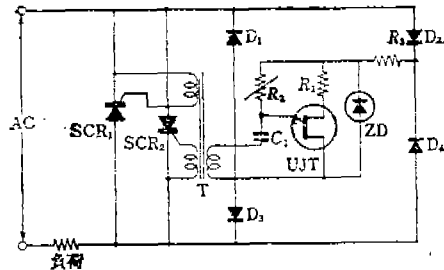 D₁
D₂
R₃
R₂
R₁
AC
SCR₁
SCR₂
C₁
ZD
UJT
D₄
T
D₃
负荷